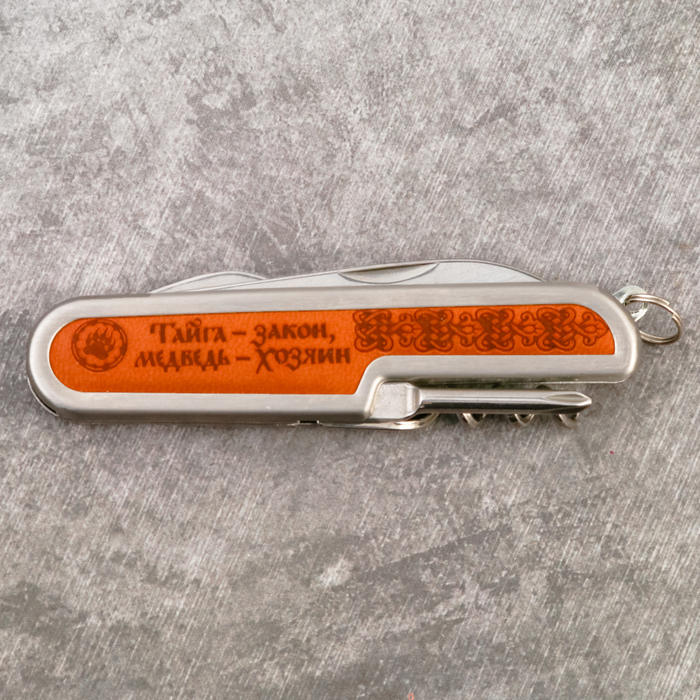 Тайга – закон,
медведь – Хозяин